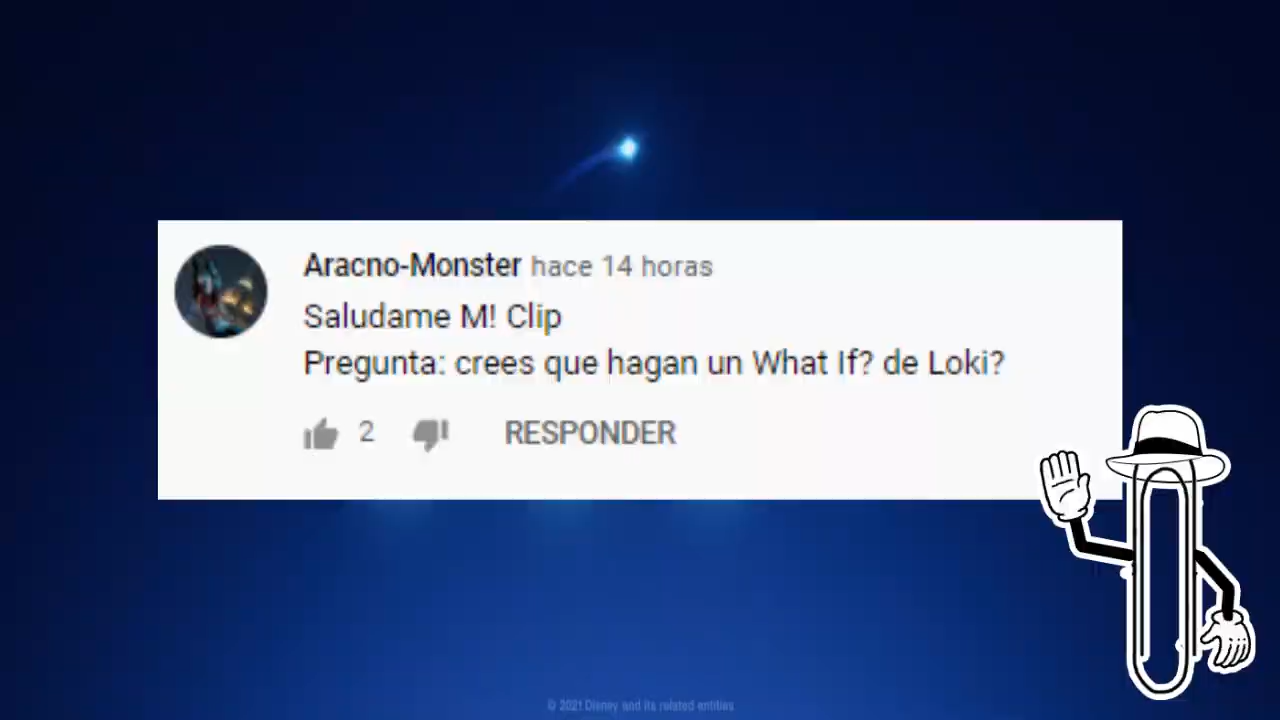 Aracno-Monster hace 14 horas
Saludame M! Clip
Pregunta: crees que hagan un What If? de Loki?
2 RESPONDER
© 2021 Disney and its related entities